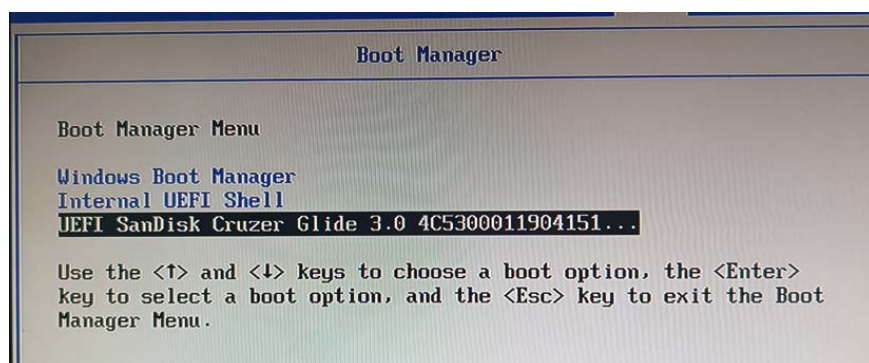 Boot Manager
Boot Manager Menu
Windows Boot Manager
Internal UEFI Shell
UEFI SanDisk Cruzer Glide 3.0 4C5300011904151...
Use the <↑> and <↓> keys to choose a boot option, the <Enter>
key to select a boot option, and the <Esc> key to exit the Boot
Manager Menu.